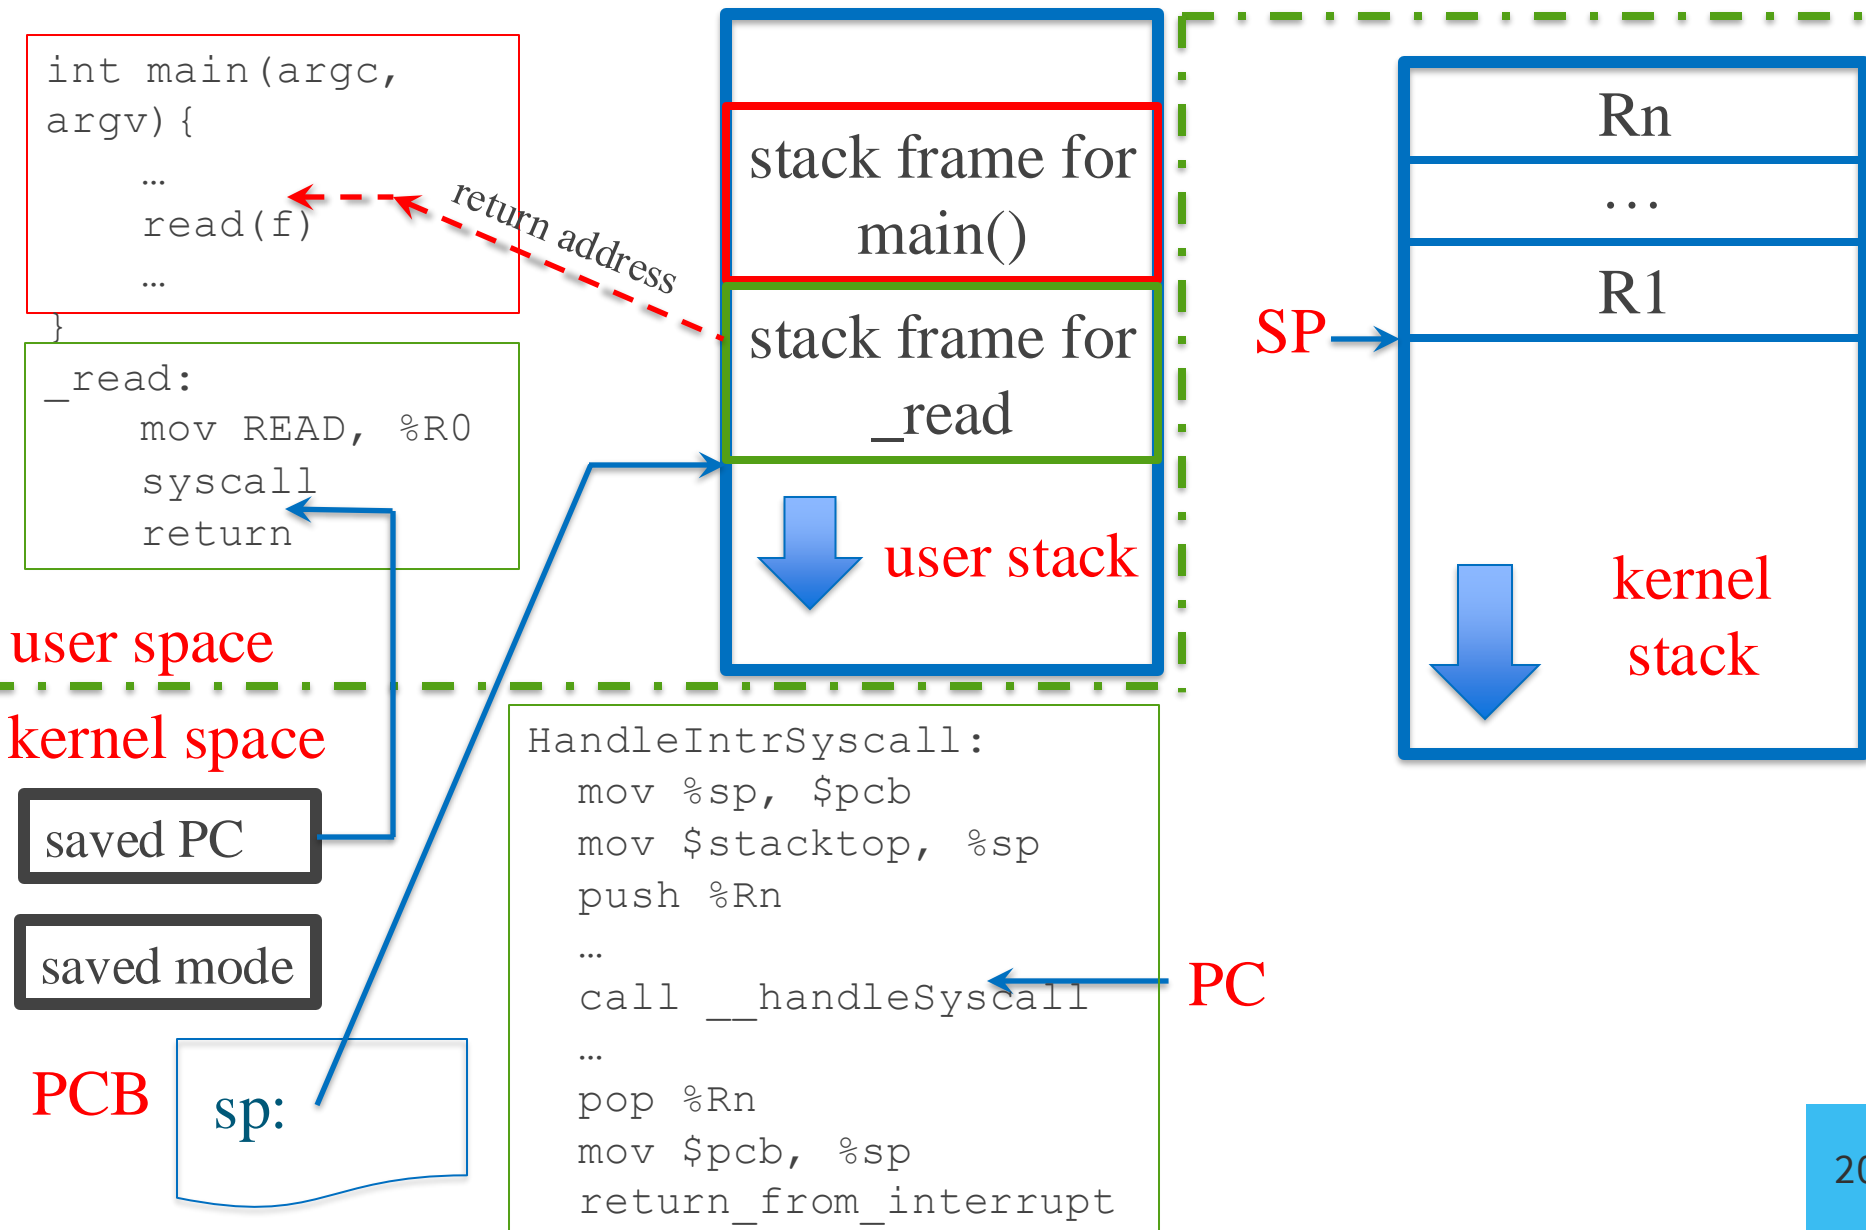 int main(argc,
argv){
…
read(f)
…
}
_read:
mov READ, %R0
syscall
return
user space
kernel space
saved PC
saved mode
PCB
sp:
return address
stack frame for
main()
stack frame for
_read
user stack
HandleIntrSyscall:
mov %sp, $pcb
mov $stacktop, %sp
push %Rn
…
call __handleSyscall
…
pop %Rn
mov $pcb, %sp
return_from_interrupt
PC
SP
Rn
...
R1
kernel
stack
20